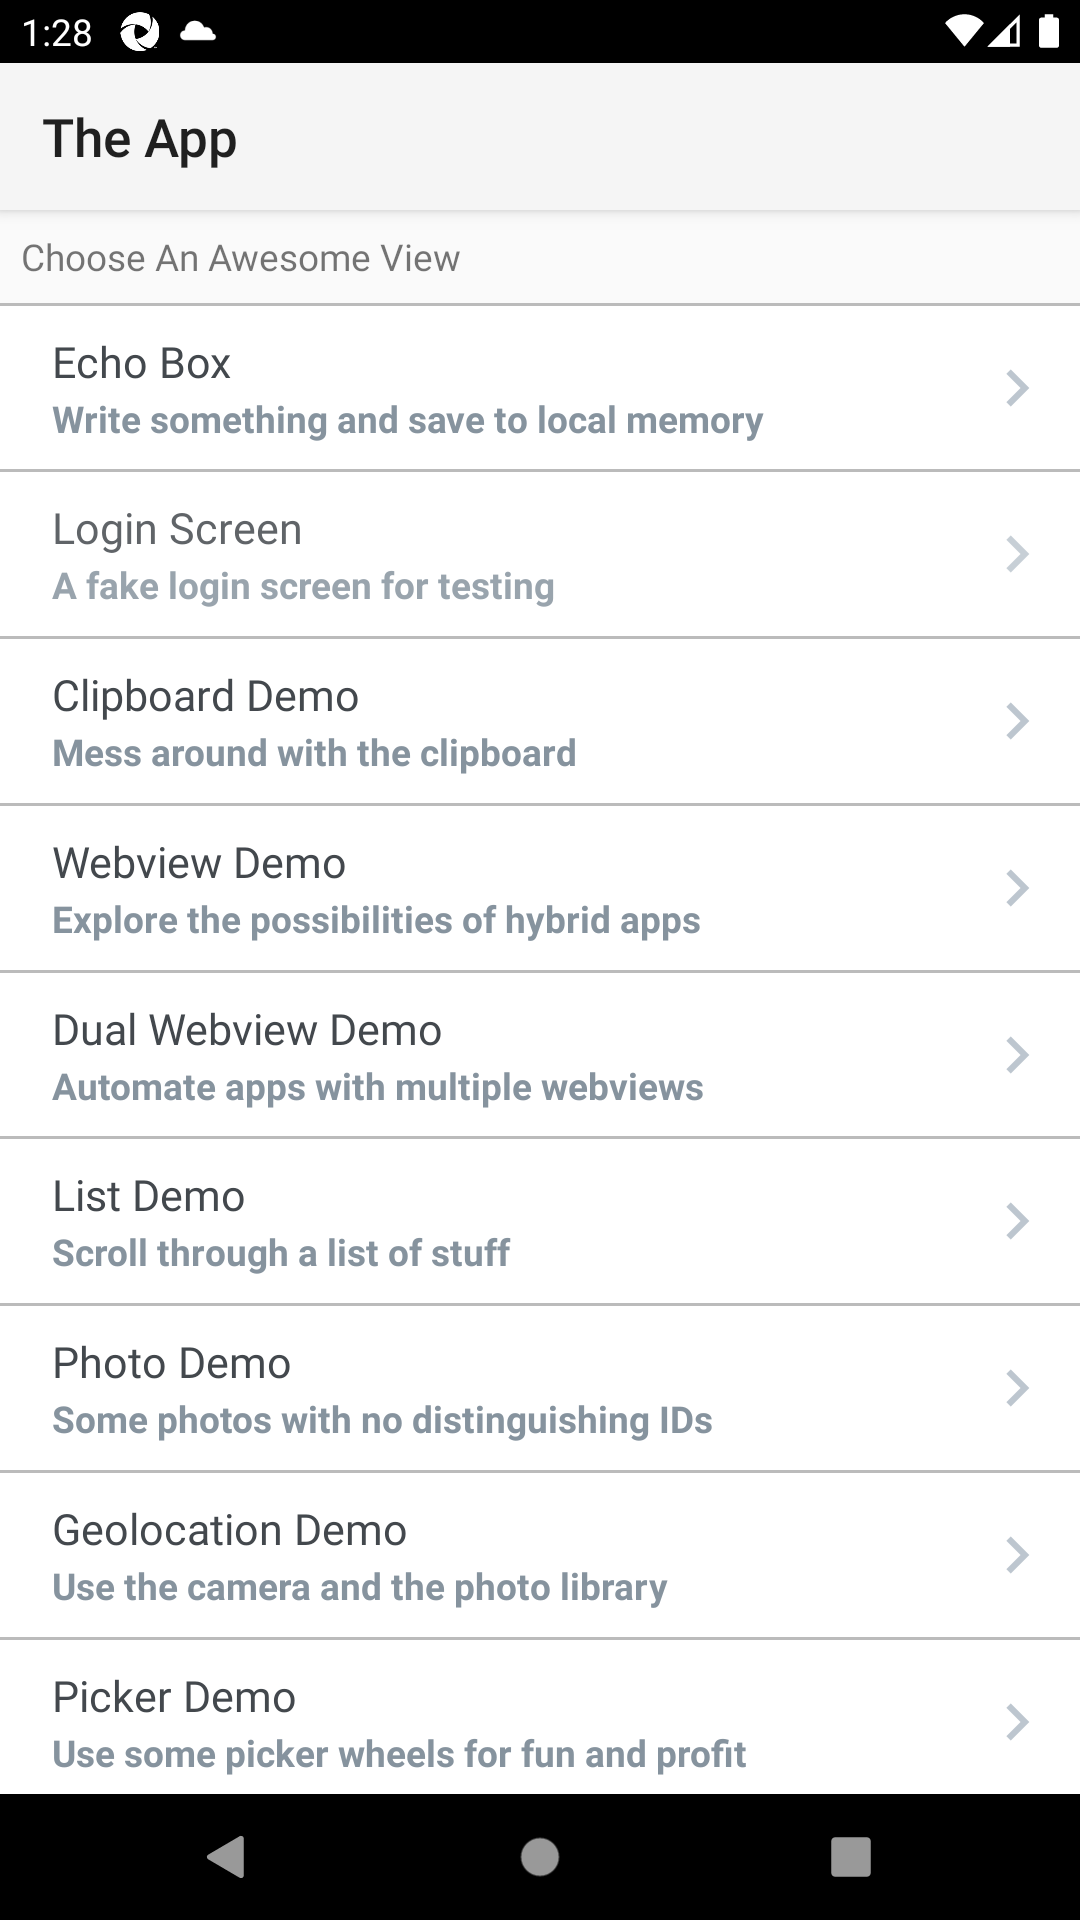 1:28
The App
Choose An Awesome View
Echo Box
Write something and save to local memory
Login Screen
A fake login screen for testing
Clipboard Demo
Mess around with the clipboard
Webview Demo
Explore the possibilities of hybrid apps
Dual Webview Demo
Automate apps with multiple webviews
List Demo
Scroll through a list of stuff
Photo Demo
Some photos with no distinguishing IDs
Geolocation Demo
Use the camera and the photo library
Picker Demo
Use some picker wheels for fun and profit